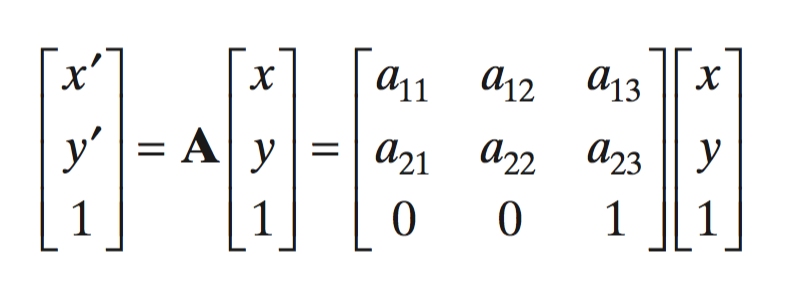 [x′ y′ 1] = A [x y 1] = [a₁₁ a₁₂ a₁₃ a₂₁ a₂₂ a₂₃ 0 0 1] [x y 1]